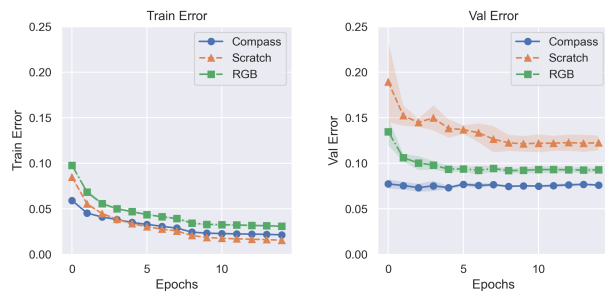 Train Error
0.25
0.20
0.15
0.10
0.05
0.00
Train Error
0
5
10
Epochs
Compass
Scratch
RGB
Val Error
0.25
0.20
0.15
0.10
0.05
0.00
Val Error
0
5
10
Epochs
Compass
Scratch
RGB